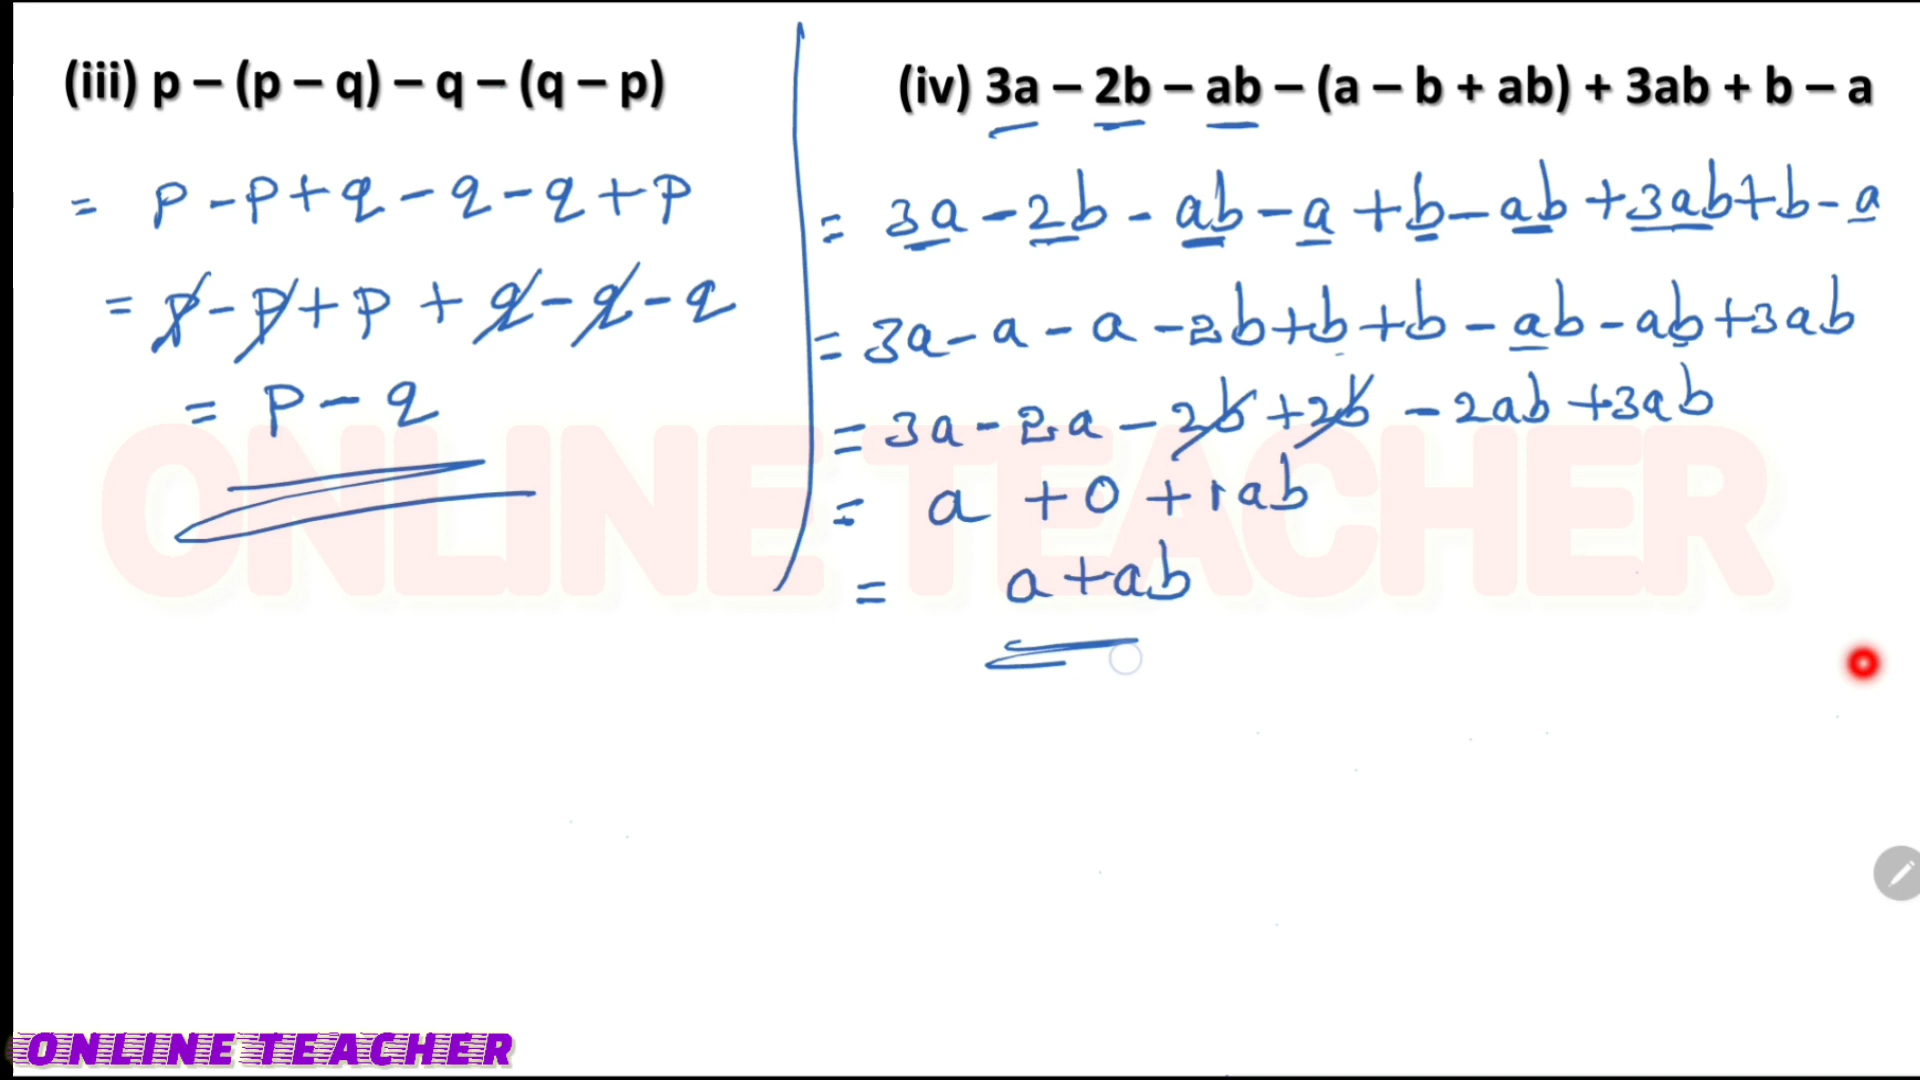 (iii) p – (p – q) – q – (q – p)
= p - p + q - q - q + p
= p - p + p + q - q - q
= p - q
(iv) 3a – 2b – ab – (a – b + ab) + 3ab + b – a
= 3a - 2b - ab - a + b - ab + 3ab + b - a
= 3a - a - a - 2b + b + b - ab - ab + 3ab
= 3a - 2a - 2b + 2b - 2ab + 3ab
= a + 0 + 1ab
= a + ab
ONLINE TEACHER
ONLINE TEACHER